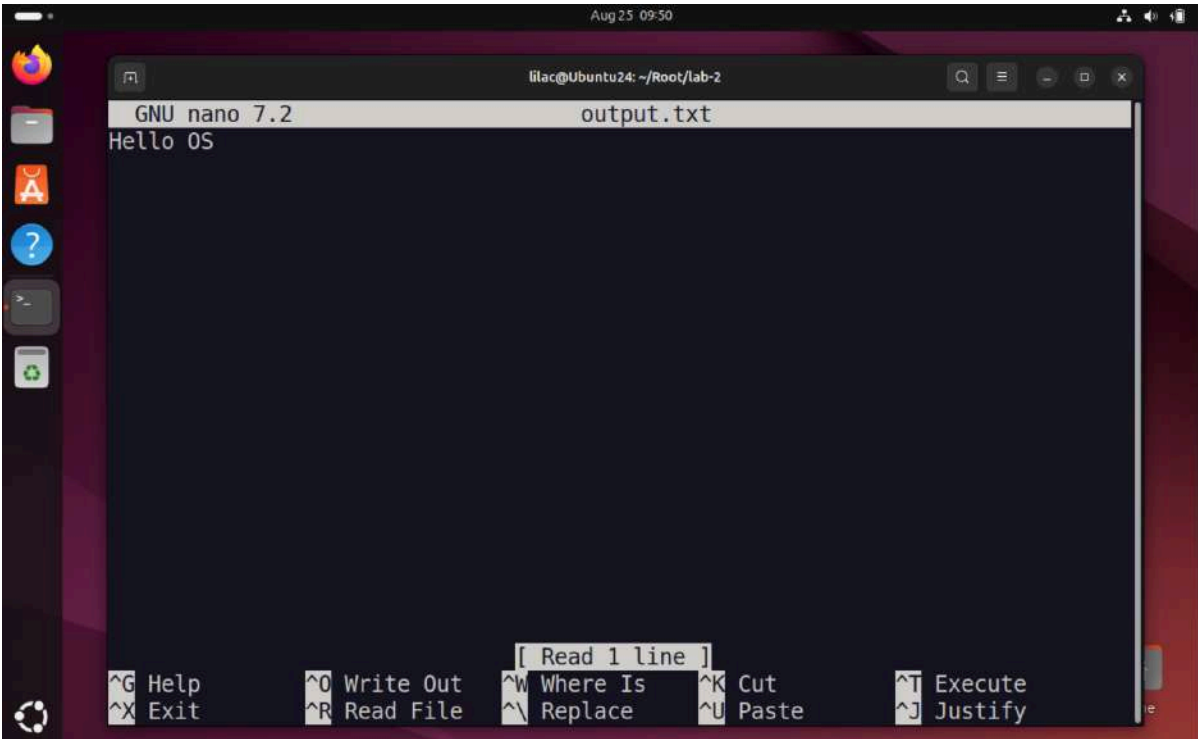 Aug 25 09:50
lilac@Ubuntu24: ~/Root/lab-2
GNU nano 7.2 output.txt
Hello OS
[ Read 1 line ]
^G Help ^O Write Out ^W Where Is ^K Cut ^T Execute
^X Exit ^R Read File ^\ Replace ^U Paste ^J Justify